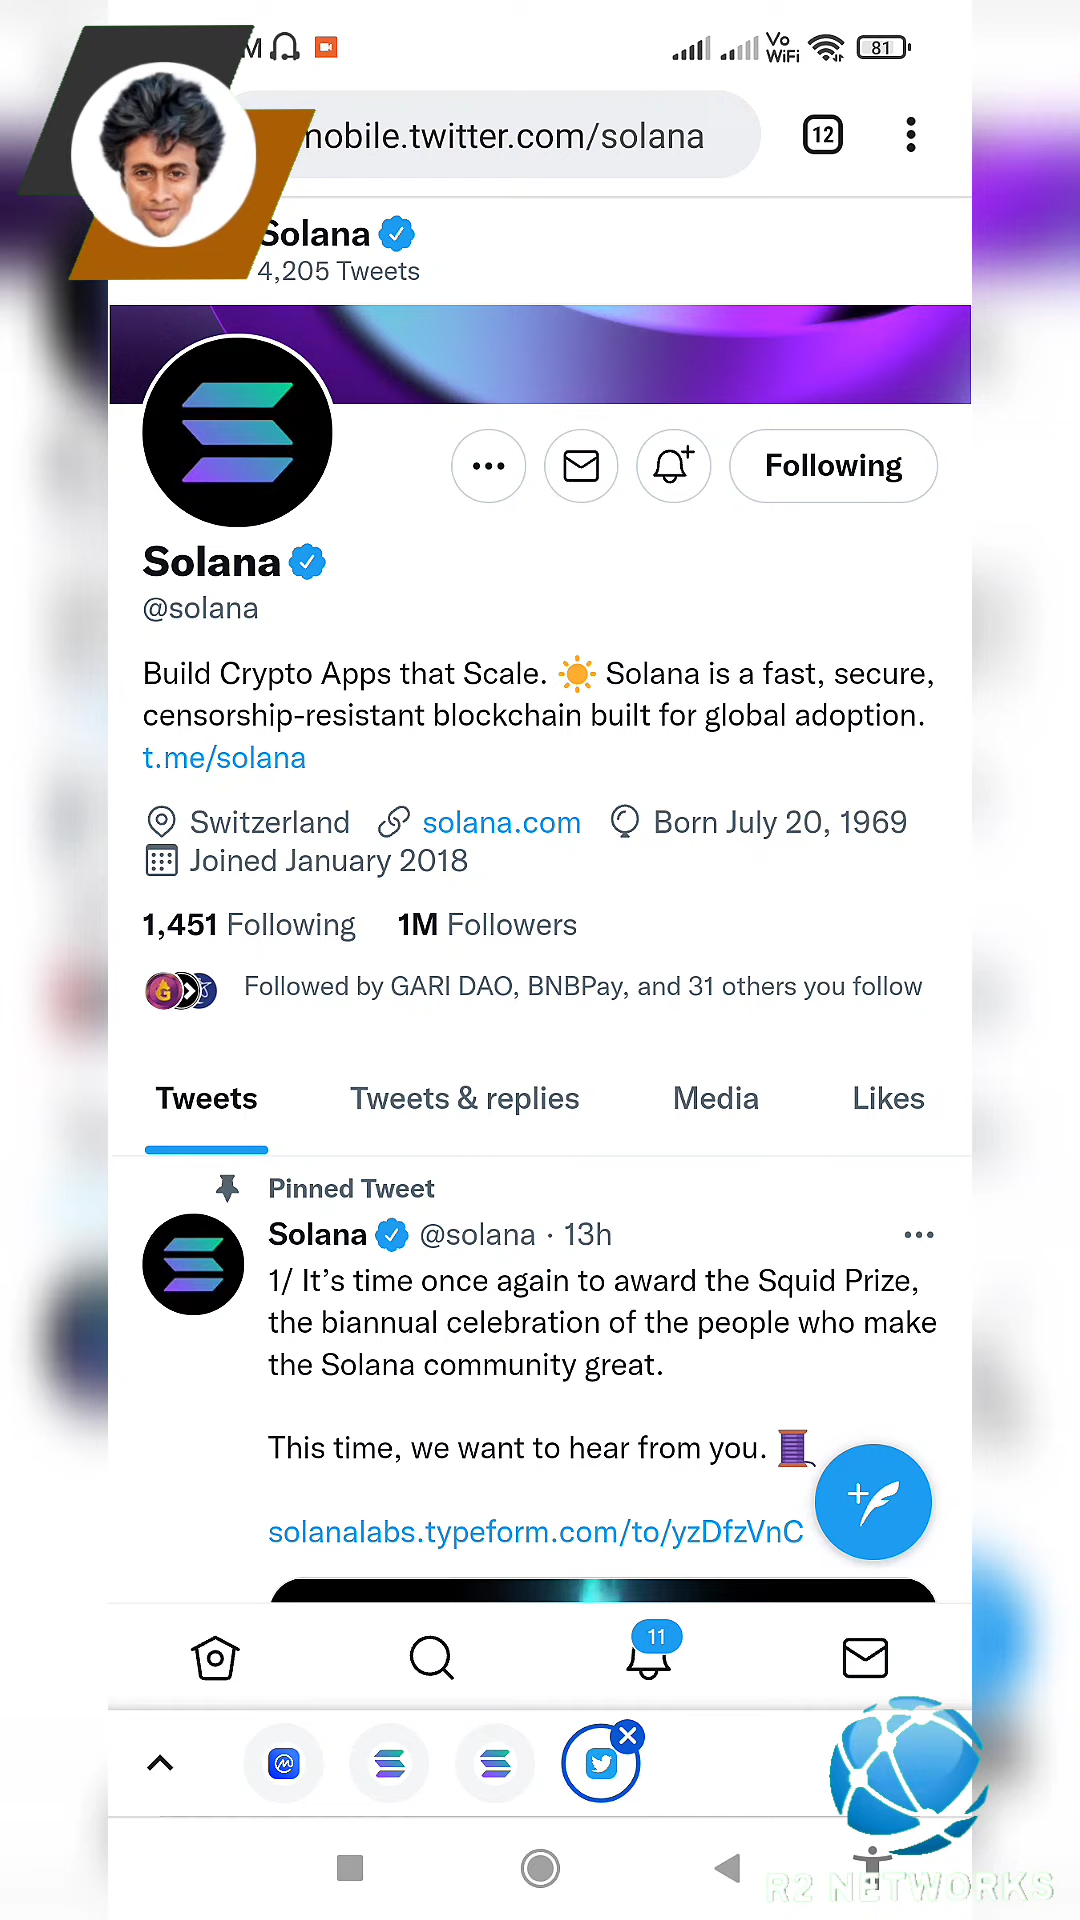 M
Vo
WiFi
81
mobile.twitter.com/solana
12
Solana
4,205 Tweets
Following
Solana
@solana
Build Crypto Apps that Scale. ☀️ Solana is a fast, secure,
censorship-resistant blockchain built for global adoption.
t.me/solana
Switzerland solana.com Born July 20, 1969
Joined January 2018
1,451 Following 1M Followers
Followed by GARI DAO, BNBPay, and 31 others you follow
Tweets Tweets & replies Media Likes
Pinned Tweet
Solana @solana · 13h
1/ It’s time once again to award the Squid Prize,
the biannual celebration of the people who make
the Solana community great.
This time, we want to hear from you. 🧵
solanalabs.typeform.com/to/yzDfzVnC
11
R2 NETWORKS